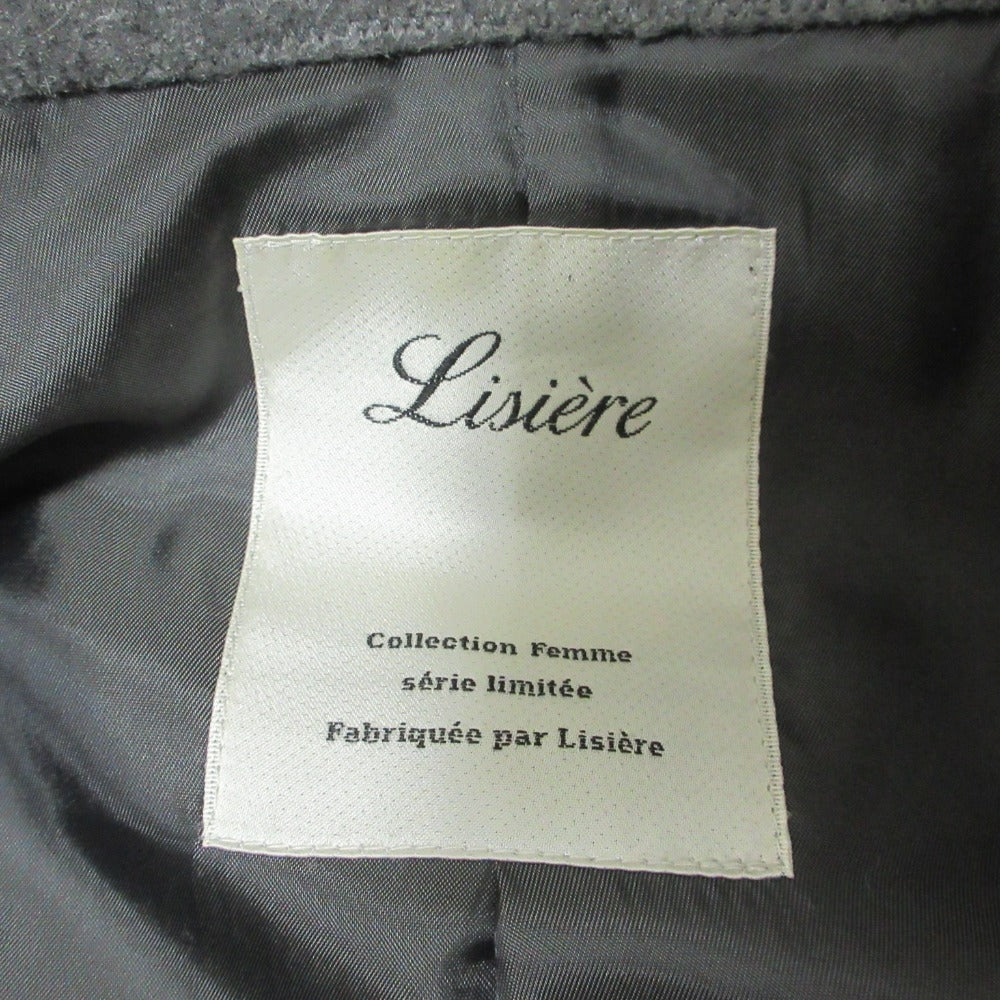 Lisière
Collection Femme
série limitée
Fabriquée par Lisière